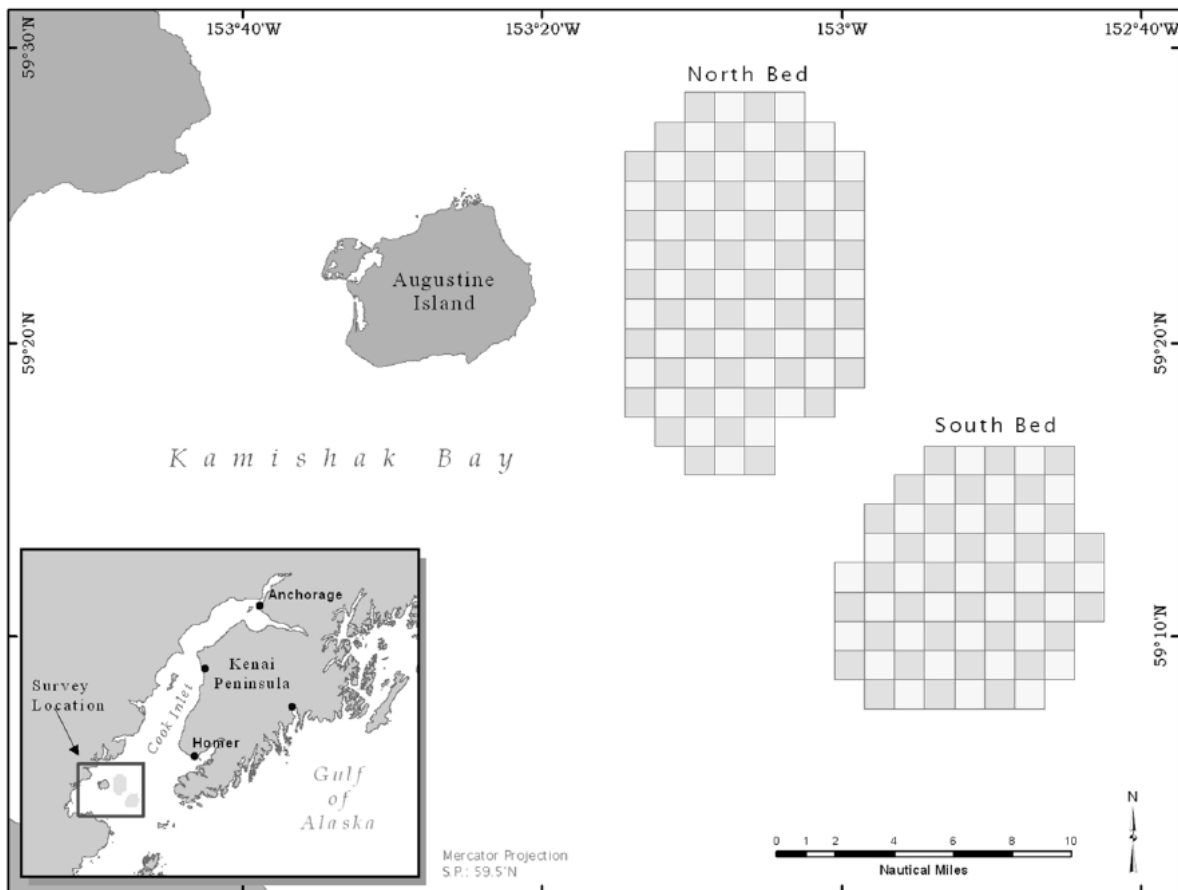 153°40'W
153°20'W
153°W
152°40'W
59°30'N
59°30'N
North Bed
Augustine
Island
59°20'N
59°20'N
South Bed
Kamishak Bay
Anchorage
Kenai
Peninsula
Survey
Location
Cook Inlet
Homer
59°10'N
Gulf
of
Alaska
N
Mercator Projection
S.P.: 59.5°N
0 2 4 6 8 10
Nautical Miles